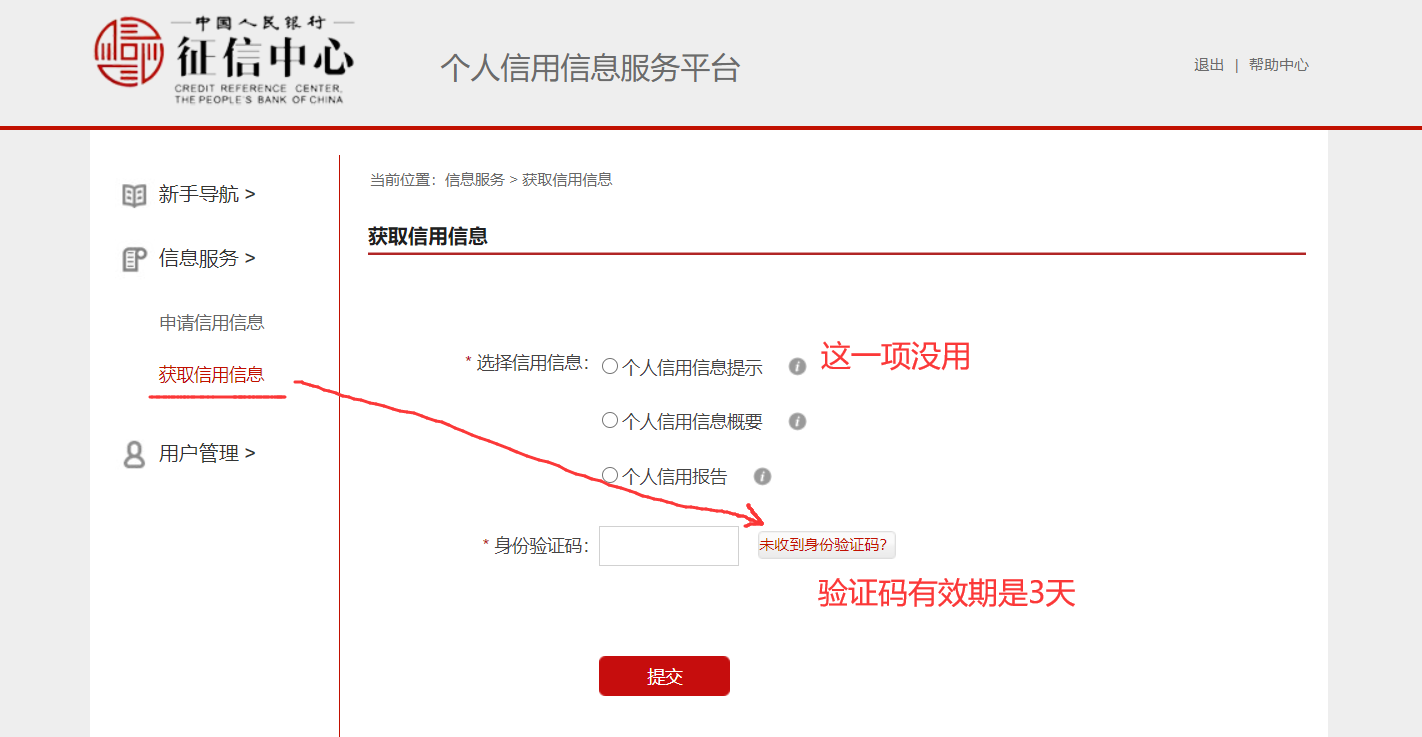 中国人民银行
征信中心
CREDIT REFERENCE CENTER,
THE PEOPLE'S BANK OF CHINA
个人信用信息服务平台
退出 | 帮助中心
新手导航 >
信息服务 >
申请信用信息
获取信用信息
用户管理 >
当前位置：信息服务 > 获取信用信息
获取信用信息
* 选择信用信息：
个人信用信息提示
这一项没用
个人信用信息概要
个人信用报告
* 身份验证码：
未收到身份验证码?
验证码有效期是3天
提交